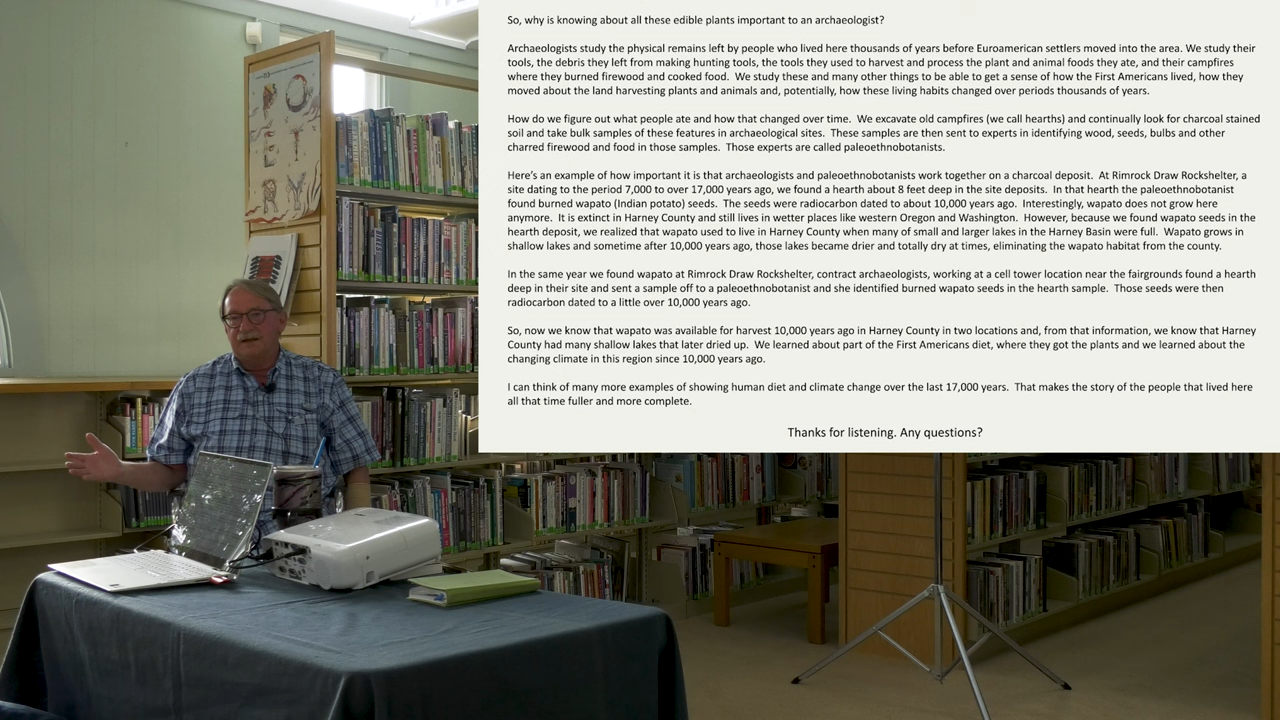 So, why is knowing about all these edible plants important to an archaeologist?
Archaeologists study the physical remains left by people who lived here thousands of years before Euroamerican settlers moved into the area. We study their
tools, the debris they left from making hunting tools, the tools they used to harvest and process the plant and animal foods they ate, and their campfires
where they burned firewood and cooked food. We study these and many other things to be able to get a sense of how the First Americans lived, how they
moved about the land harvesting plants and animals and, potentially, how these living habits changed over periods thousands of years.
How do we figure out what people ate and how that changed over time. We excavate old campfires (we call hearths) and continually look for charcoal stained
soil and take bulk samples of these features in archaeological sites. These samples are then sent to experts in identifying wood, seeds, bulbs and other
charred firewood and food in those samples. Those experts are called paleoethnobotanists.
Here's an example of how important it is that archaeologists and paleoethnobotanists work together on a charcoal deposit. At Rimrock Draw Rockshelter, a
site dating to the period 7,000 to over 17,000 years ago, we found a hearth about 8 feet deep in the site deposits. In that hearth the paleoethnobotanist
found burned wapato (Indian potato) seeds. The seeds were radiocarbon dated to about 10,000 years ago. Interestingly, wapato does not grow here
anymore. It is extinct in Harney County and still lives in wetter places like western Oregon and Washington. However, because we found wapato seeds in the
hearth deposit, we realized that wapato used to live in Harney County when many of small and larger lakes in the Harney Basin were full. Wapato grows in
shallow lakes and sometime after 10,000 years ago, those lakes became drier and totally dry at times, eliminating the wapato habitat from the county.
In the same year we found wapato at Rimrock Draw Rockshelter, contract archaeologists, working at a cell tower location near the fairgrounds found a hearth
deep in their site and sent a sample off to a paleoethnobotanist and she identified burned wapato seeds in the hearth sample. Those seeds were then
radiocarbon dated to a little over 10,000 years ago.
So, now we know that wapato was available for harvest 10,000 years ago in Harney County in two locations and, from that information, we know that Harney
County had many shallow lakes that later dried up. We learned about part of the First Americans diet, where they got the plants and we learned about the
changing climate in this region since 10,000 years ago.
I can think of many more examples of showing human diet and climate change over the last 17,000 years. That makes the story of the people that lived here
all that time fuller and more complete.
Thanks for listening. Any questions?
P O
E T
R Y